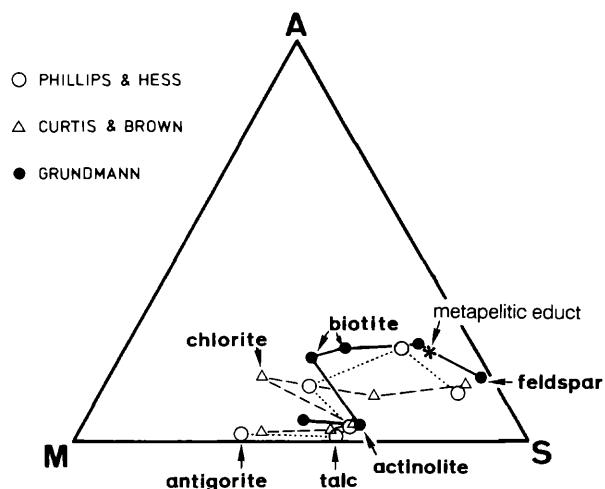 A
PHILLIPS & HESS
CURTIS & BROWN
GRUNDMANN
metapelitic educt
biotite
chlorite
feldspar
M
S
actinolite
antigorite
talc